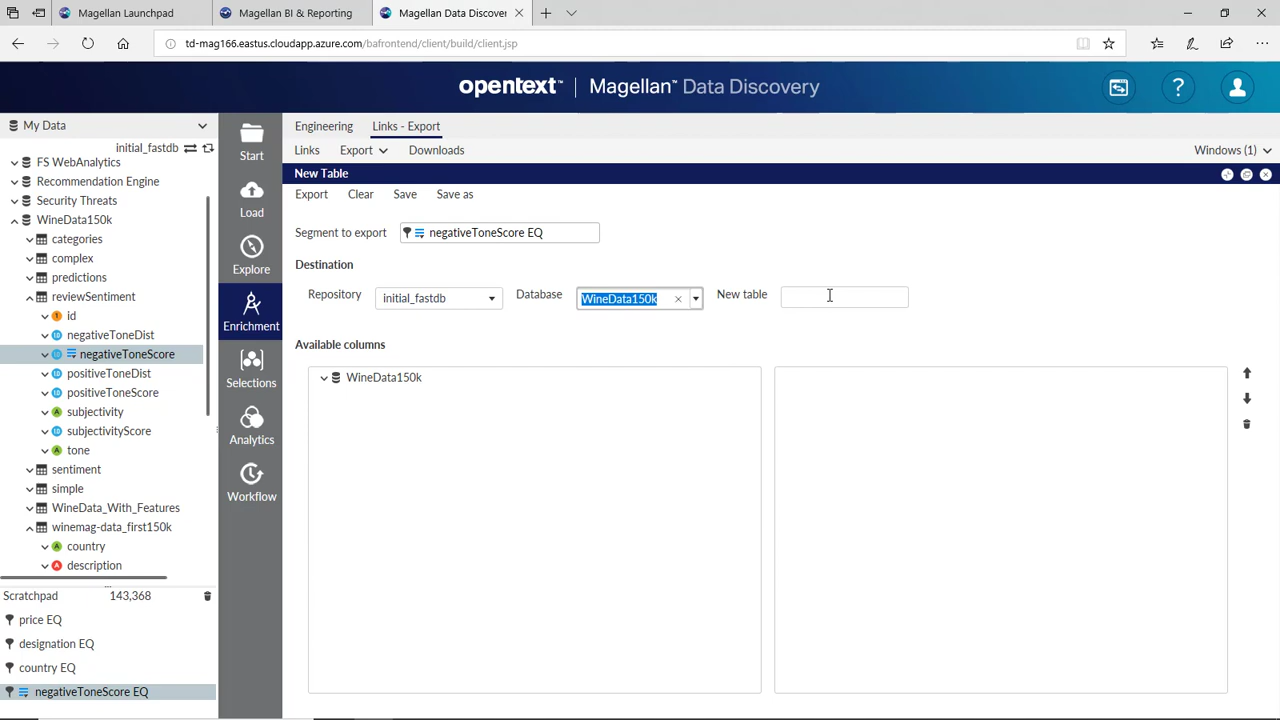 Magellan Launchpad
Magellan BI & Reporting
Magellan Data Discover
td-mag166.eastus.cloudapp.azure.com/bafrontend/client/build/client.jsp
opentext™ | Magellan™ Data Discovery
My Data
initial_fastdb
FS WebAnalytics
Recommendation Engine
Security Threats
WineData150k
categories
complex
predictions
reviewSentiment
id
negativeToneDist
negativeToneScore
positiveToneDist
positiveToneScore
subjectivity
subjectivityScore
tone
sentiment
simple
WineData_With_Features
winemag-data_first150k
country
description
Scratchpad 143,368
price EQ
designation EQ
country EQ
negativeToneScore EQ
Start
Load
Explore
Enrichment
Selections
Analytics
Workflow
Engineering Links - Export
Links Export Downloads Windows (1)
New Table
Export Clear Save Save as
Segment to export negativeToneScore EQ
Destination
Repository initial_fastdb Database WineData150k New table
Available columns
WineData150k